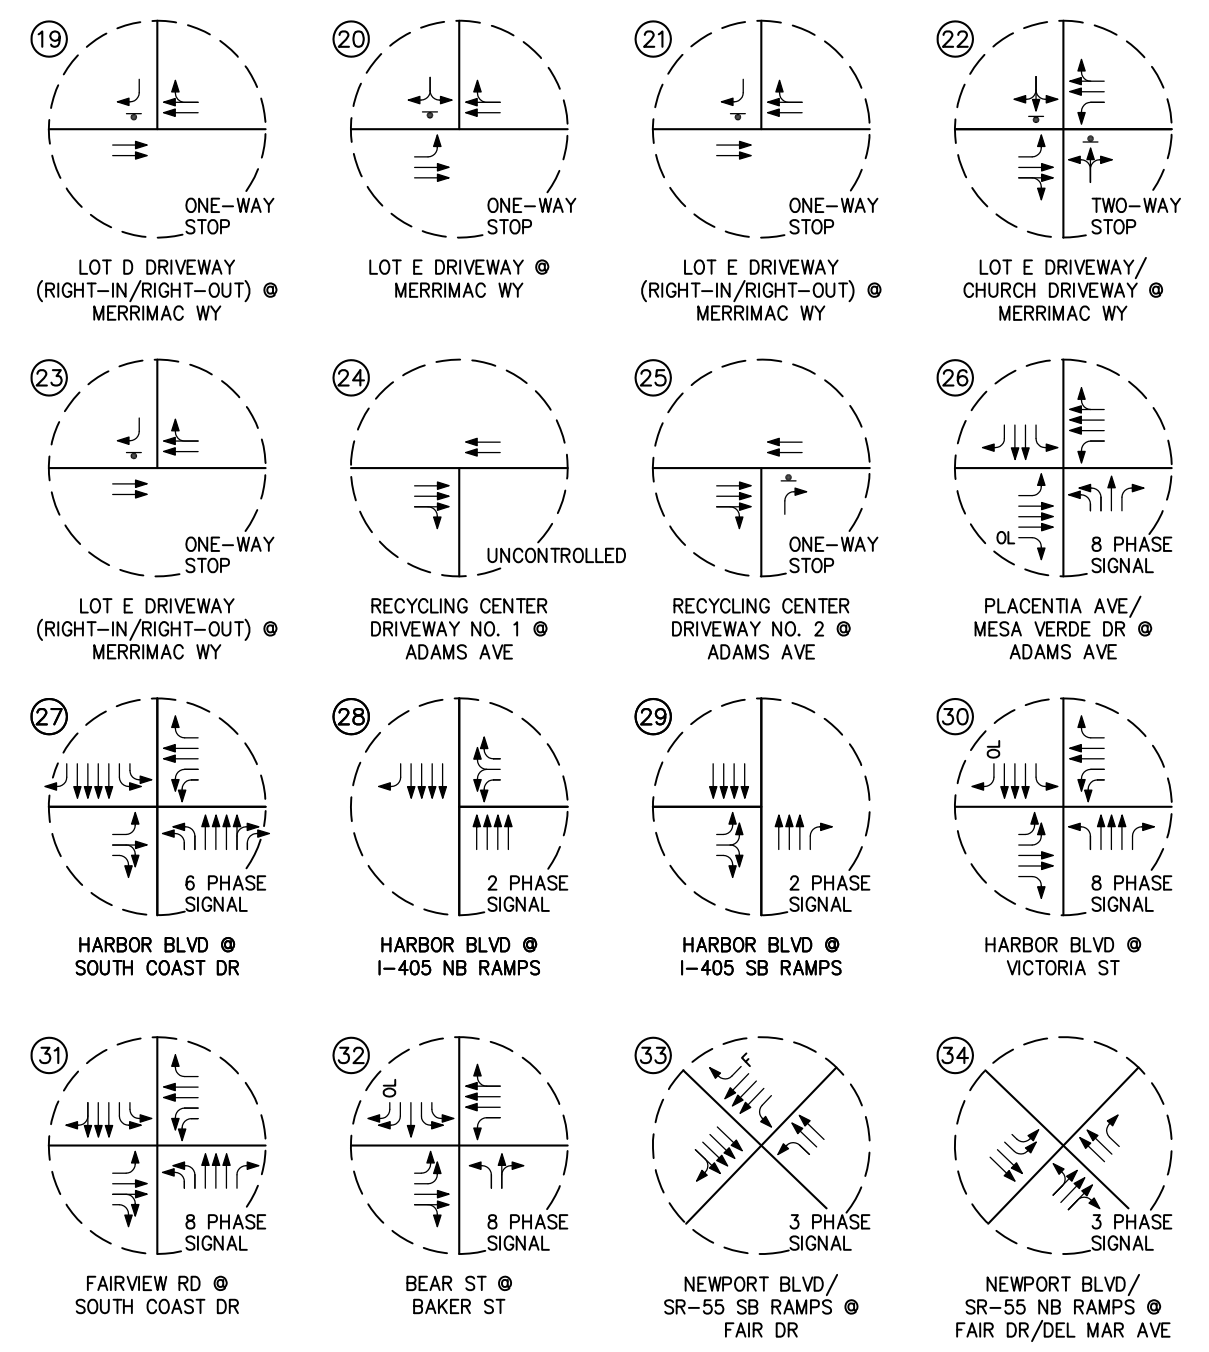 19
ONE-WAY
STOP
LOT D DRIVEWAY
(RIGHT-IN/RIGHT-OUT) @
MERRIMAC WY
20
ONE-WAY
STOP
LOT E DRIVEWAY @
MERRIMAC WY
21
ONE-WAY
STOP
LOT E DRIVEWAY
(RIGHT-IN/RIGHT-OUT) @
MERRIMAC WY
22
TWO-WAY
STOP
LOT E DRIVEWAY/
CHURCH DRIVEWAY @
MERRIMAC WY
23
ONE-WAY
STOP
LOT E DRIVEWAY
(RIGHT-IN/RIGHT-OUT) @
MERRIMAC WY
24
UNCONTROLLED
RECYCLING CENTER
DRIVEWAY NO. 1 @
ADAMS AVE
25
ONE-WAY
STOP
RECYCLING CENTER
DRIVEWAY NO. 2 @
ADAMS AVE
26
OL
8 PHASE
SIGNAL
PLACENTIA AVE/
MESA VERDE DR @
ADAMS AVE
27
6 PHASE
SIGNAL
HARBOR BLVD @
SOUTH COAST DR
28
2 PHASE
SIGNAL
HARBOR BLVD @
I-405 NB RAMPS
29
2 PHASE
SIGNAL
HARBOR BLVD @
I-405 SB RAMPS
30
OL
8 PHASE
SIGNAL
HARBOR BLVD @
VICTORIA ST
31
8 PHASE
SIGNAL
FAIRVIEW RD @
SOUTH COAST DR
32
OL
8 PHASE
SIGNAL
BEAR ST @
BAKER ST
33
F
3 PHASE
SIGNAL
NEWPORT BLVD/
SR-55 SB RAMPS @
FAIR DR
34
3 PHASE
SIGNAL
NEWPORT BLVD/
SR-55 NB RAMPS @
FAIR DR/DEL MAR AVE